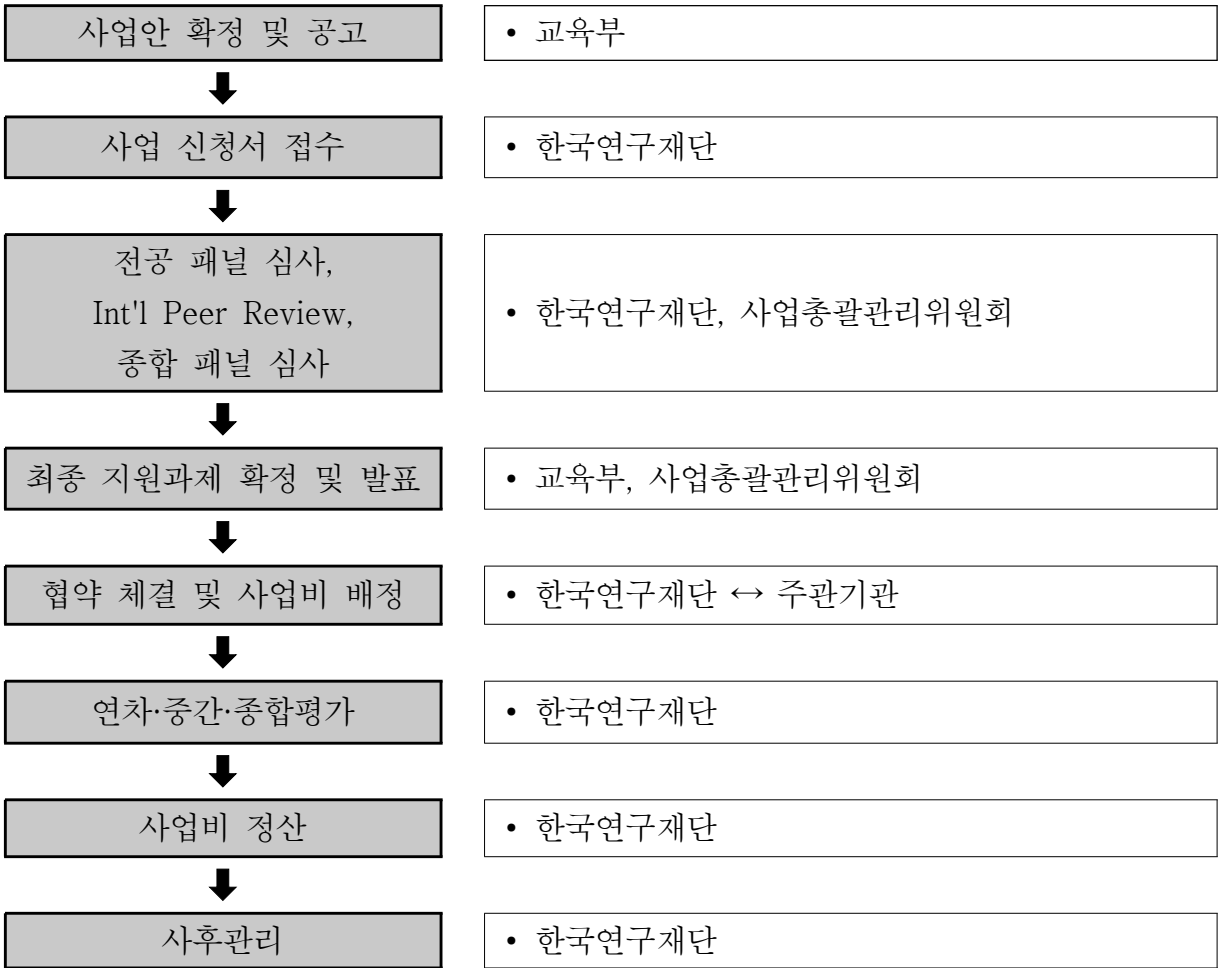 사업안 확정 및 공고
• 교육부
사업 신청서 접수
• 한국연구재단
전공 패널 심사,
Int'l Peer Review,
종합 패널 심사
• 한국연구재단, 사업총괄관리위원회
최종 지원과제 확정 및 발표
• 교육부, 사업총괄관리위원회
협약 체결 및 사업비 배정
• 한국연구재단 ↔ 주관기관
연차·중간·종합평가
• 한국연구재단
사업비 정산
• 한국연구재단
사후관리
• 한국연구재단